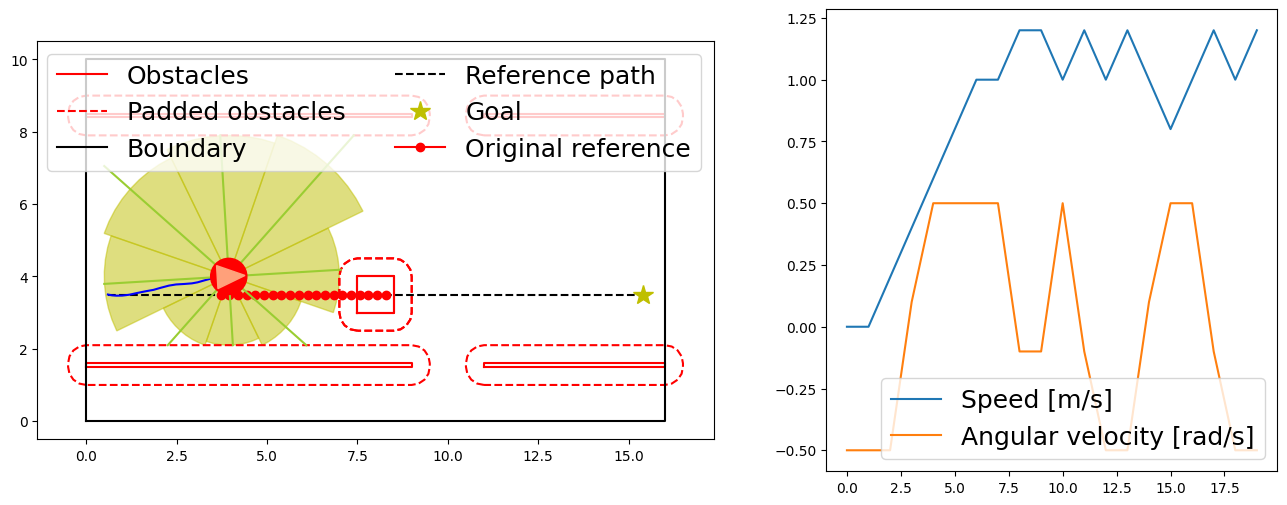 10
8
6
4
2
0
0.0 2.5 5.0 7.5 10.0 12.5 15.0
Obstacles
Padded obstacles
Boundary
Reference path
Goal
Original reference
1.25
1.00
0.75
0.50
0.25
0.00
−0.25
−0.50
0.0 2.5 5.0 7.5 10.0 12.5 15.0 17.5
Speed [m/s]
Angular velocity [rad/s]